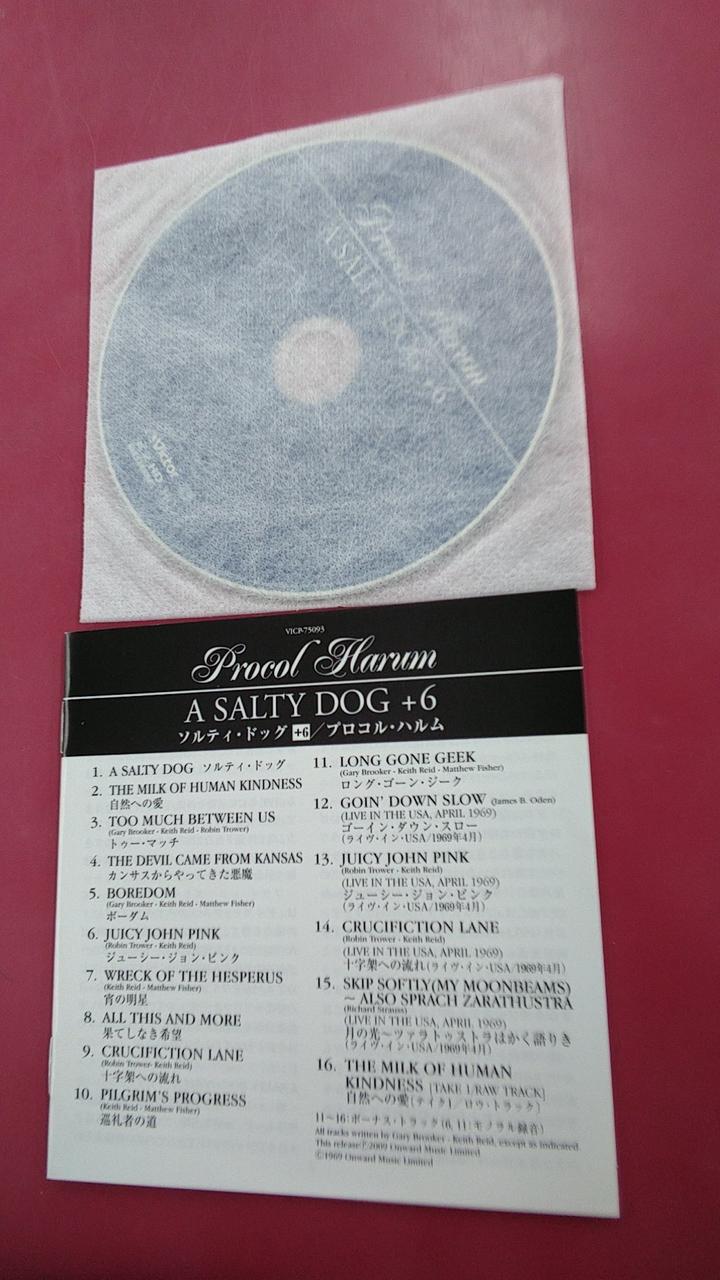 Procol Harum
A SALTY DOG +6
Victor
VICP-75093
Procol Harum
A SALTY DOG +6
ソルティ・ドッグ +6／プロコル・ハルム
1. A SALTY DOG ソルティ・ドッグ
2. THE MILK OF HUMAN KINDNESS
自然への愛
3. TOO MUCH BETWEEN US
(Gary Brooker - Keith Reid - Robin Trower)
トゥー・マッチ
4. THE DEVIL CAME FROM KANSAS
カンサスからやってきた悪魔
5. BOREDOM
(Gary Brooker - Keith Reid - Matthew Fisher)
ボーダム
6. JUICY JOHN PINK
(Robin Trower - Keith Reid)
ジューシー・ジョン・ピンク
7. WRECK OF THE HESPERUS
(Keith Reid - Matthew Fisher)
宵の明星
8. ALL THIS AND MORE
果てしなき希望
9. CRUCIFICTION LANE
(Robin Trower- Keith Reid)
十字架への流れ
10. PILGRIM'S PROGRESS
(Keith Reid - Matthew Fisher)
巡礼者の道
11. LONG GONE GEEK
(Gary Brooker - Keith Reid - Matthew Fisher)
ロング・ゴーン・ジーク
12. GOIN' DOWN SLOW (James B. Oden)
(LIVE IN THE USA, APRIL 1969)
ゴーイン・ダウン・スロー
(ライヴ・イン・USA/1969年4月)
13. JUICY JOHN PINK
(Robin Trower - Keith Reid)
(LIVE IN THE USA, APRIL 1969)
ジューシー・ジョン・ピンク
(ライヴ・イン・USA/1969年4月)
14. CRUCIFICTION LANE
(Robin Trower - Keith Reid)
(LIVE IN THE USA, APRIL 1969)
十字架への流れ(ライヴ・イン・USA/1969年4月)
15. SKIP SOFTLY(MY MOONBEAMS)
～ ALSO SPRACH ZARATHUSTRA
(Richard Strauss)
(LIVE IN THE USA, APRIL 1969)
月の光～ツァラトゥストラはかく語りき
(ライヴ・イン・USA/1969年4月)
16. THE MILK OF HUMAN
KINDNESS [TAKE 1/RAW TRACK]
自然への愛[テイク1／ロウ・トラック]
11～16：ボーナス・トラック(6, 11：モノラル録音)
All tracks written by Gary Brooker - Keith Reid, except as indicated.
This release Ⓟ2009 Onward Music Limited
Ⓒ1969 Onward Music Limited